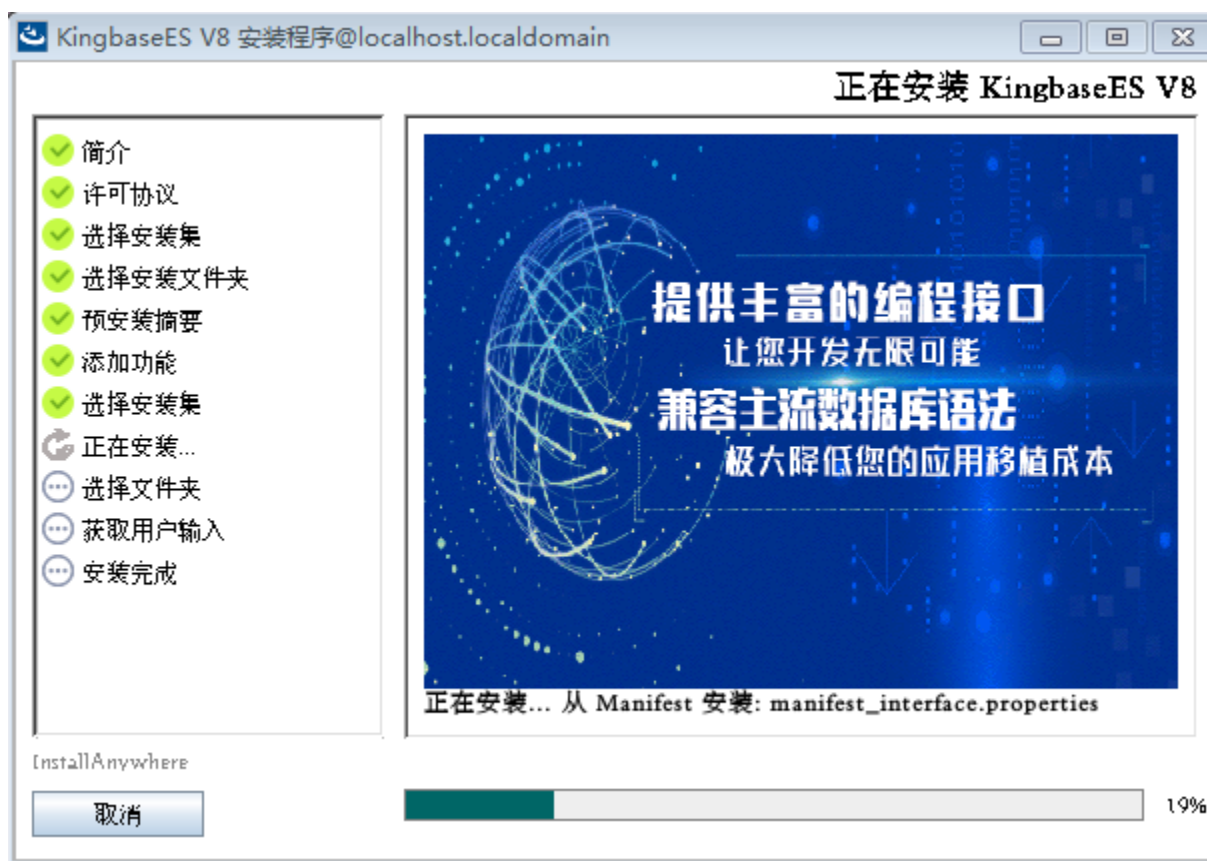 KingbaseES V8 安装程序@localhost.localdomain
正在安装 KingbaseES V8
简介
许可协议
选择安装集
选择安装文件夹
预安装摘要
添加功能
选择安装集
正在安装...
选择文件夹
获取用户输入
安装完成
提供丰富的编程接口
让您开发无限可能
兼容主流数据库语法
极大降低您的应用移植成本
正在安装... 从 Manifest 安装: manifest_interface.properties
InstallAnywhere
取消
19%